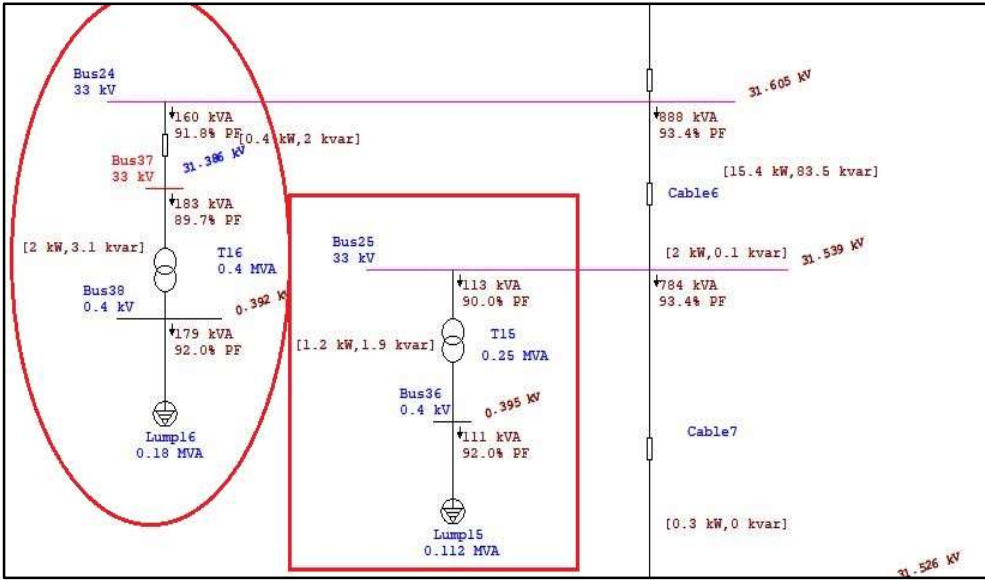 Bus24
33 kV
31.605 kV
160 kVA
91.8% PF
[0.4 kW,2 kvar]
888 kVA
93.4% PF
Bus37
33 kV
31.386 kV
[15.4 kW,83.5 kvar]
Cable6
183 kVA
89.7% PF
[2 kW,3.1 kvar]
T16
0.4 MVA
Bus25
33 kV
[2 kW,0.1 kvar]
31.539 kV
113 kVA
90.0% PF
784 kVA
93.4% PF
Bus38
0.4 kV
0.392 kV
179 kVA
92.0% PF
[1.2 kW,1.9 kvar]
T15
0.25 MVA
Bus36
0.4 kV
0.395 kV
111 kVA
92.0% PF
Cable7
Lump16
0.18 MVA
Lump15
0.112 MVA
[0.3 kW,0 kvar]
31.526 kV